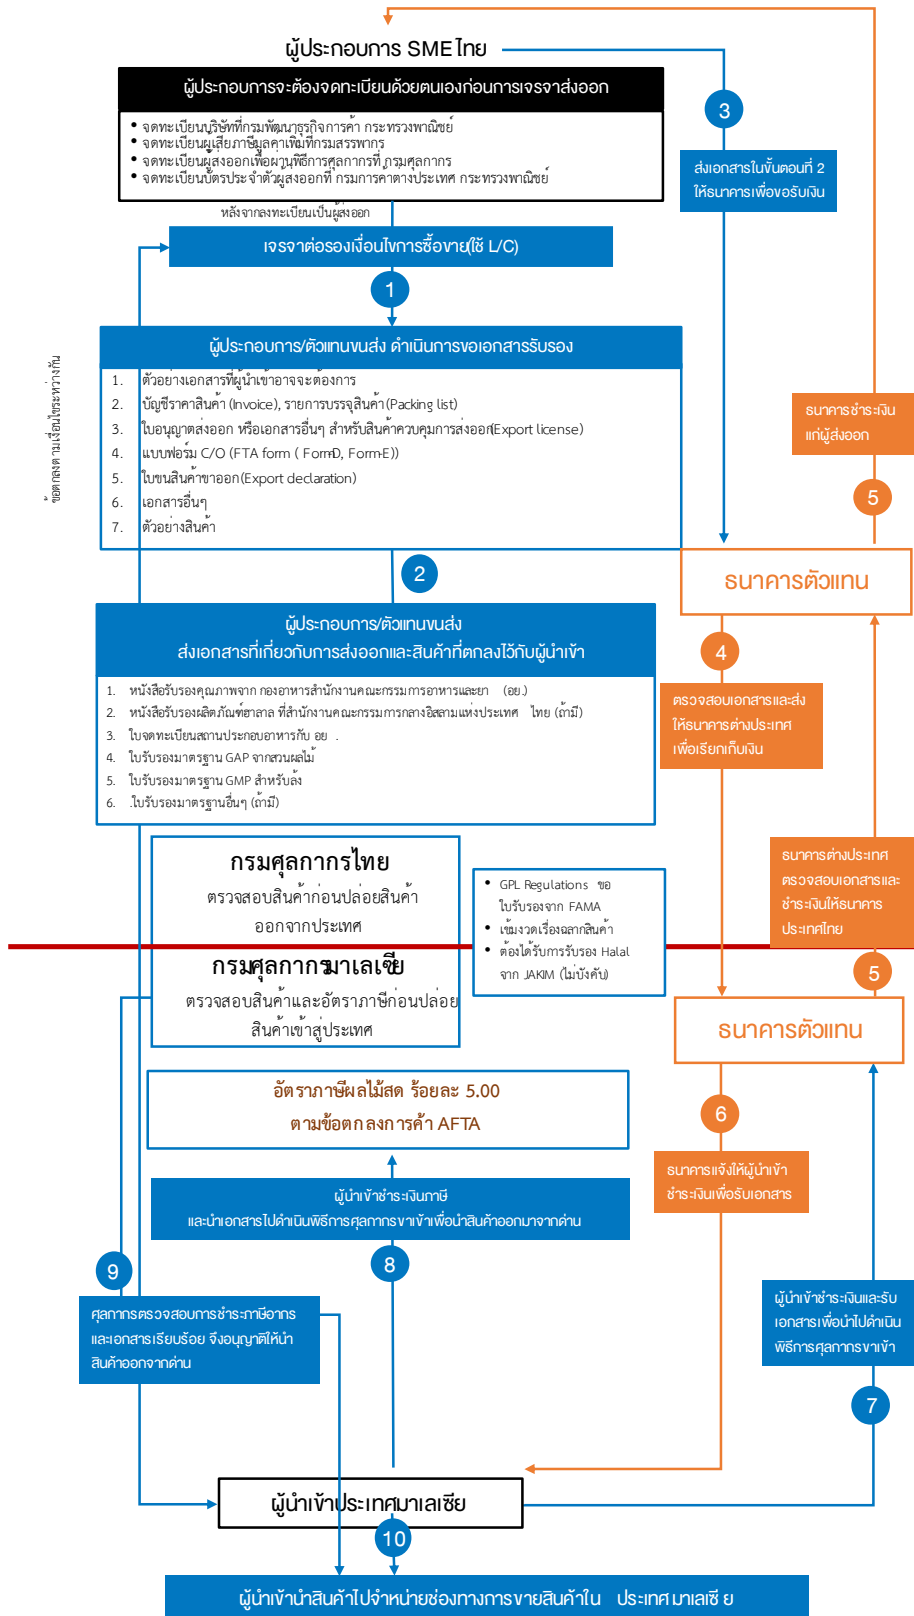 ผู้ประกอบการ SME ไทย
ผู้ประกอบการจะต้องจดทะเบียนด้วยตนเองก่อนการเจรจาส่งออก
• จดทะเบียนบริษัทที่กรมพัฒนาธุรกิจการค้า กระทรวงพาณิชย์
• จดทะเบียนผู้เสียภาษีมูลค่าเพิ่มที่กรมสรรพากร
• จดทะเบียนผู้ส่งออกเพื่อผ่านพิธีการศุลกากรที่ กรมศุลกากร
• จดทะเบียนบัตรประจำตัวผู้ส่งออกที่ กรมการค้าต่างประเทศ กระทรวงพาณิชย์
3
ส่งเอกสารในขั้นตอนที่ 2
ให้ธนาคารเพื่อขอรับเงิน
หลังจากลงทะเบียนเป็นผู้ส่งออก
เจรจาต่อรองเงื่อนไขการซื้อขาย(ใช้ L/C)
1
ข้อตกลงตามเงื่อนไขระหว่างกัน
ผู้ประกอบการ/ตัวแทนขนส่ง ดำเนินการขอเอกสารรับรอง
1. ตัวอย่างเอกสารที่ผู้นำเข้าอาจจะต้องการ
2. บัญชีราคาสินค้า (Invoice), รายการบรรจุสินค้า (Packing list)
3. ใบอนุญาตส่งออก หรือเอกสารอื่นๆ สำหรับสินค้าควบคุมการส่งออก(Export license)
4. แบบฟอร์ม C/O (FTA form ( Form-D, Form-E))
5. ใบขนสินค้าขาออก(Export declaration)
6. เอกสารอื่นๆ
7. ตัวอย่างสินค้า
ธนาคารชำระเงิน
แก่ผู้ส่งออก
5
2
ธนาคารตัวแทน
ผู้ประกอบการ/ตัวแทนขนส่ง
ส่งเอกสารที่เกี่ยวกับการส่งออกและสินค้าที่ตกลงไว้กับผู้นำเข้า
1. หนังสือรับรองคุณภาพจาก กองอาหารสำนักงานคณะกรรมการอาหารและยา (อย.)
2. หนังสือรับรองผลิตภัณฑ์ฮาลาล ที่สำนักงานคณะกรรมการกลางอิสลามแห่งประเทศ ไทย (ถ้ามี)
3. ใบจดทะเบียนสถานประกอบอาหารกับ อย .
4. ใบรับรองมาตรฐาน GAP จากสวนผลไม้
5. ใบรับรองมาตรฐาน GMP สำหรับล้ง
6. .ใบรับรองมาตรฐานอื่นๆ (ถ้ามี)
4
ตรวจสอบเอกสารและส่ง
ให้ธนาคารต่างประเทศ
เพื่อเรียกเก็บเงิน
กรมศุลกากรไทย
ตรวจสอบสินค้าก่อนปล่อยสินค้า
ออกจากประเทศ
กรมศุลกากรมาเลเซีย
ตรวจสอบสินค้าและอัตราภาษีก่อนปล่อย
สินค้าเข้าสู่ประเทศ
• GPL Regulations ขอ
ใบรับรองจาก FAMA
• เข้มงวดเรื่องฉลากสินค้า
• ต้องได้รับการรับรอง Halal
จาก JAKIM (ไม่บังคับ)
ธนาคารต่างประเทศ
ตรวจสอบเอกสารและ
ชำระเงินให้ธนาคาร
ประเทศไทย
5
ธนาคารตัวแทน
อัตราภาษีผลไม้สด ร้อยละ 5.00
ตามข้อตกลงการค้า AFTA
6
ธนาคารแจ้งให้ผู้นำเข้า
ชำระเงินเพื่อรับเอกสาร
ผู้นำเข้าชำระเงินภาษี
และนำเอกสารไปดำเนินพิธีการศุลกากรขาเข้าเพื่อนำสินค้าออกมาจากด่าน
8
9
ศุลกากรตรวจสอบการชำระภาษีอากร
และเอกสารเรียบร้อย จึงอนุญาติให้นำ
สินค้าออกจากด่าน
ผู้นำเข้าชำระเงินและรับ
เอกสารเพื่อนำไปดำเนิน
พิธีการศุลกากรขาเข้า
7
ผู้นำเข้าประเทศมาเลเซีย
10
ผู้นำเข้านำสินค้าไปจำหน่ายช่องทางการขายสินค้าใน ประเทศมาเลเซีย